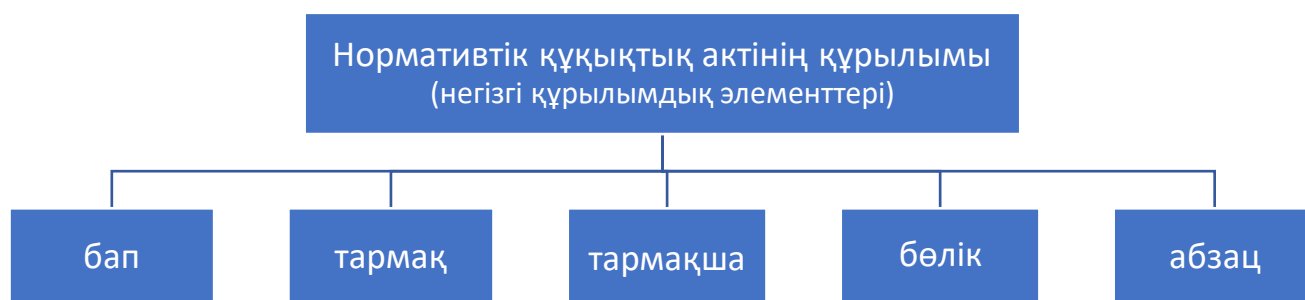 Нормативтік құқықтық актінің құрылымы
(негізгі құрылымдық элементтері)
бап
тармақ
тармақша
бөлік
абзац